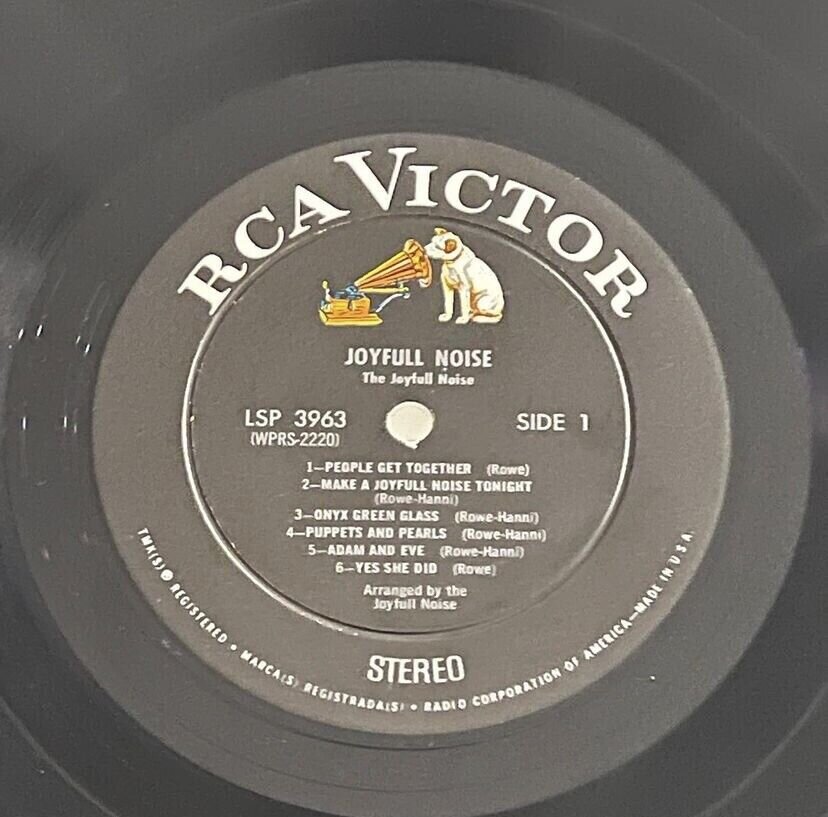 RCA VICTOR
JOYFULL NOISE
The Joyfull Noise
LSP 3963
(WPRS-2220)
SIDE 1
1—PEOPLE GET TOGETHER (Rowe)
2—MAKE A JOYFULL NOISE TONIGHT
(Rowe-Hanni)
3—ONYX GREEN GLASS (Rowe-Hanni)
4—PUPPETS AND PEARLS (Rowe-Hanni)
5—ADAM AND EVE (Rowe-Hanni)
6—YES SHE DID (Rowe)
Arranged by the
Joyfull Noise
STEREO
TMK(S) ® REGISTERED • MARCA(S) REGISTRADA(S) • RADIO CORPORATION OF AMERICA—MADE IN U.S.A.